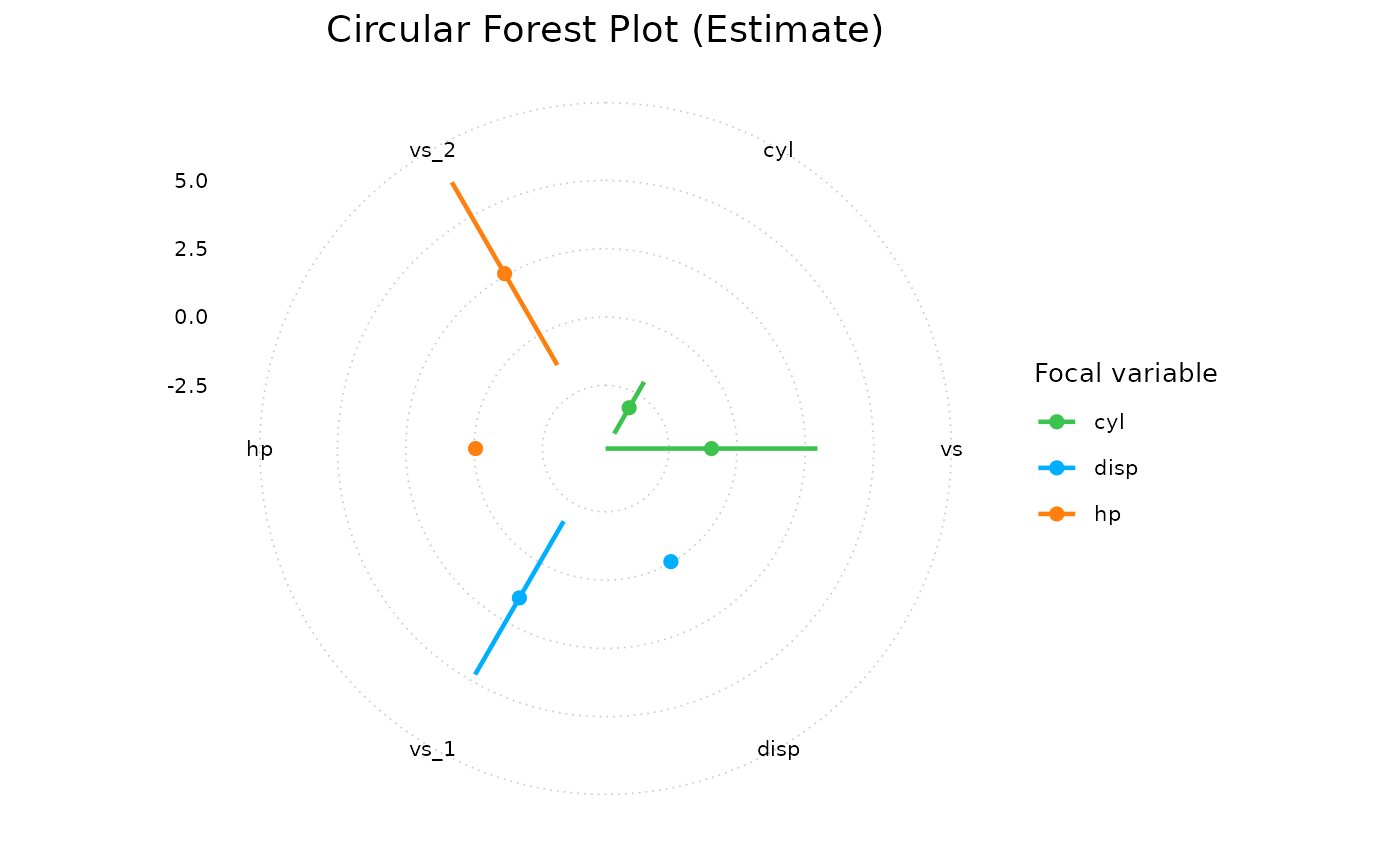 Circular Forest Plot (Estimate)
vs_2
cyl
5.0
2.5
0.0
-2.5
hp
vs
vs_1
disp
Focal variable
cyl
disp
hp